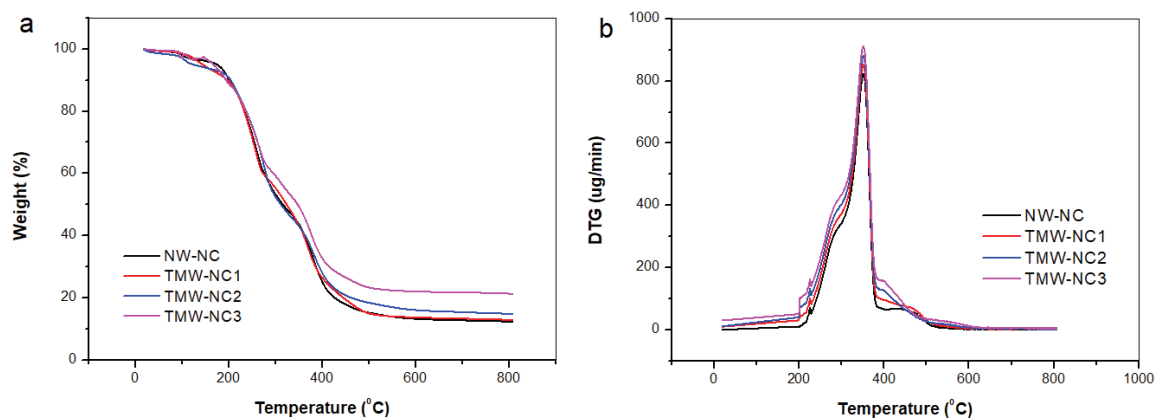 a
100
80
60
40
20
0
Weight (%)
NW-NC
TMW-NC1
TMW-NC2
TMW-NC3
0
200
400
600
800
Temperature (°C)
b
1000
800
600
400
200
0
DTG (ug/min)
NW-NC
TMW-NC1
TMW-NC2
TMW-NC3
0
200
400
600
800
1000
Temperature (°C)